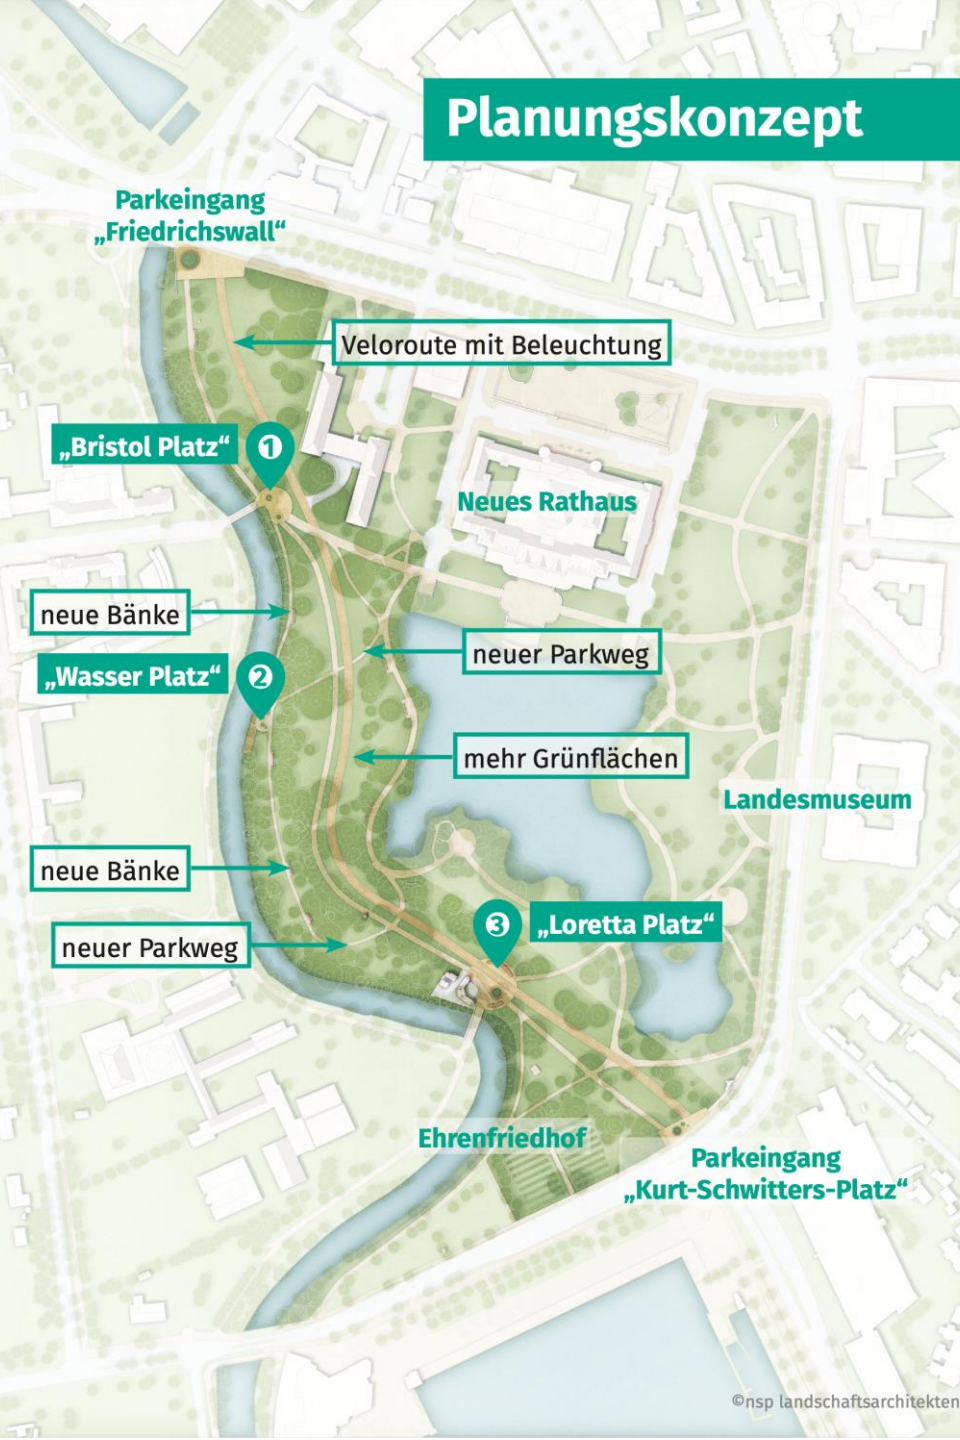 Planungskonzept
Parkeingang
„Friedrichswall“
Veloroute mit Beleuchtung
„Bristol Platz“
1
Neues Rathaus
neue Bänke
neuer Parkweg
„Wasser Platz“
2
mehr Grünflächen
Landesmuseum
neue Bänke
3
„Loretta Platz“
neuer Parkweg
Ehrenfriedhof
Parkeingang
„Kurt-Schwitters-Platz“
©nsp landschaftsarchitekten